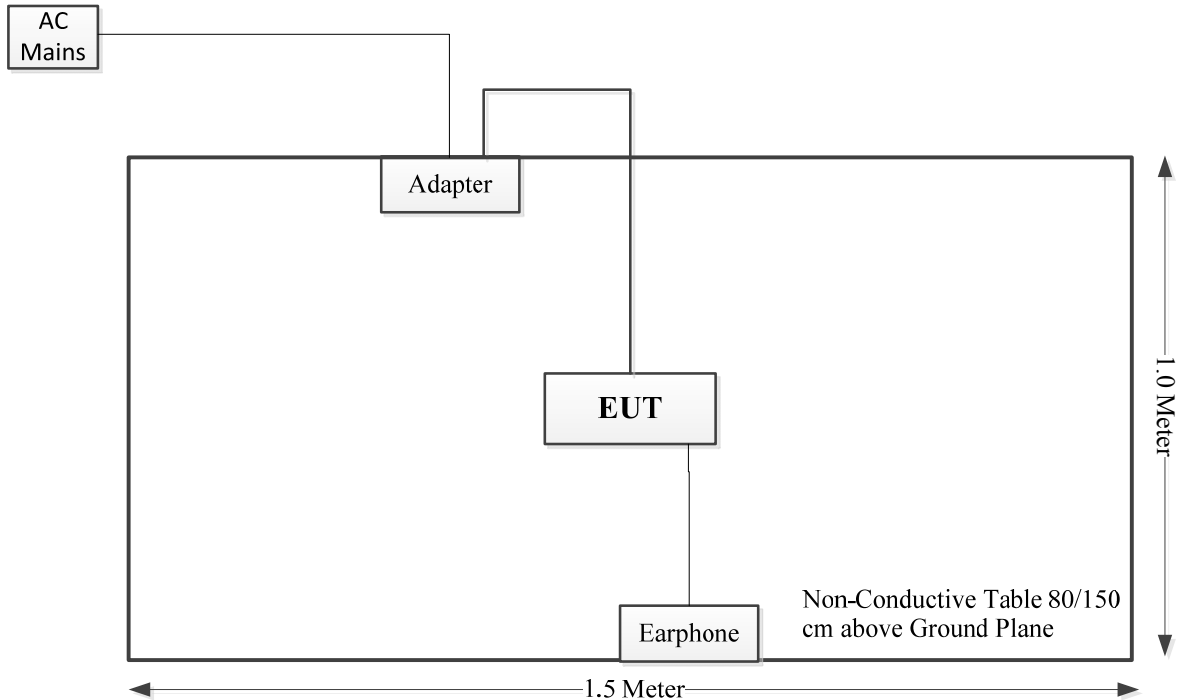 AC
Mains
Adapter
EUT
1.0 Meter
Non-Conductive Table 80/150
cm above Ground Plane
Earphone
1.5 Meter